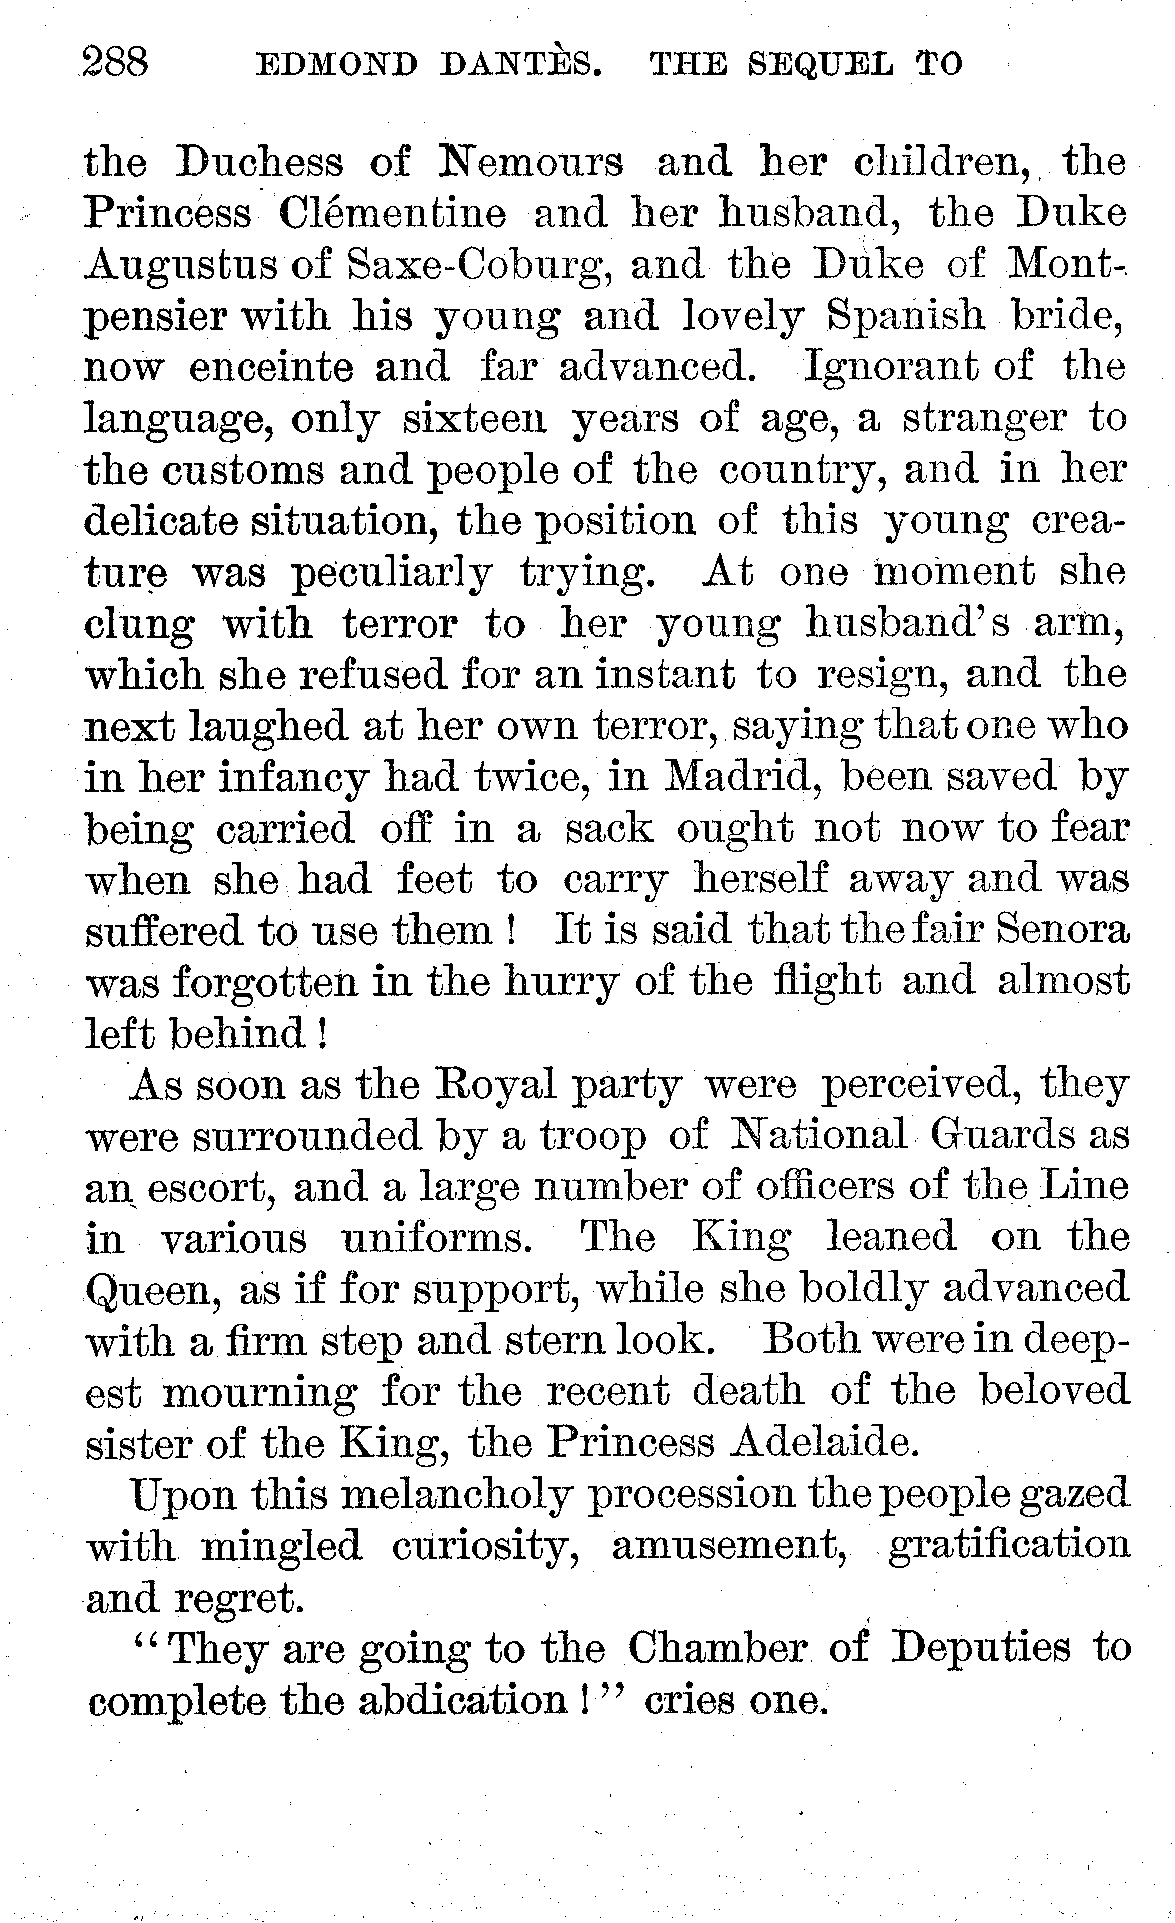 288 EDMOND DANTÈS. THE SEQUEL TO
the Duchess of Nemours and her children, the
Princess Clémentine and her husband, the Duke
Augustus of Saxe-Coburg, and the Duke of Mont-
pensier with his young and lovely Spanish bride,
now enceinte and far advanced. Ignorant of the
language, only sixteen years of age, a stranger to
the customs and people of the country, and in her
delicate situation, the position of this young crea-
ture was peculiarly trying. At one moment she
clung with terror to her young husband's arm,
which she refused for an instant to resign, and the
next laughed at her own terror, saying that one who
in her infancy had twice, in Madrid, been saved by
being carried off in a sack ought not now to fear
when she had feet to carry herself away and was
suffered to use them ! It is said that the fair Senora
was forgotten in the hurry of the flight and almost
left behind !
As soon as the Royal party were perceived, they
were surrounded by a troop of National Guards as
an escort, and a large number of officers of the Line
in various uniforms. The King leaned on the
Queen, as if for support, while she boldly advanced
with a firm step and stern look. Both were in deep-
est mourning for the recent death of the beloved
sister of the King, the Princess Adelaide.
Upon this melancholy procession the people gazed
with mingled curiosity, amusement, gratification
and regret.
"They are going to the Chamber of Deputies to
complete the abdication !" cries one.